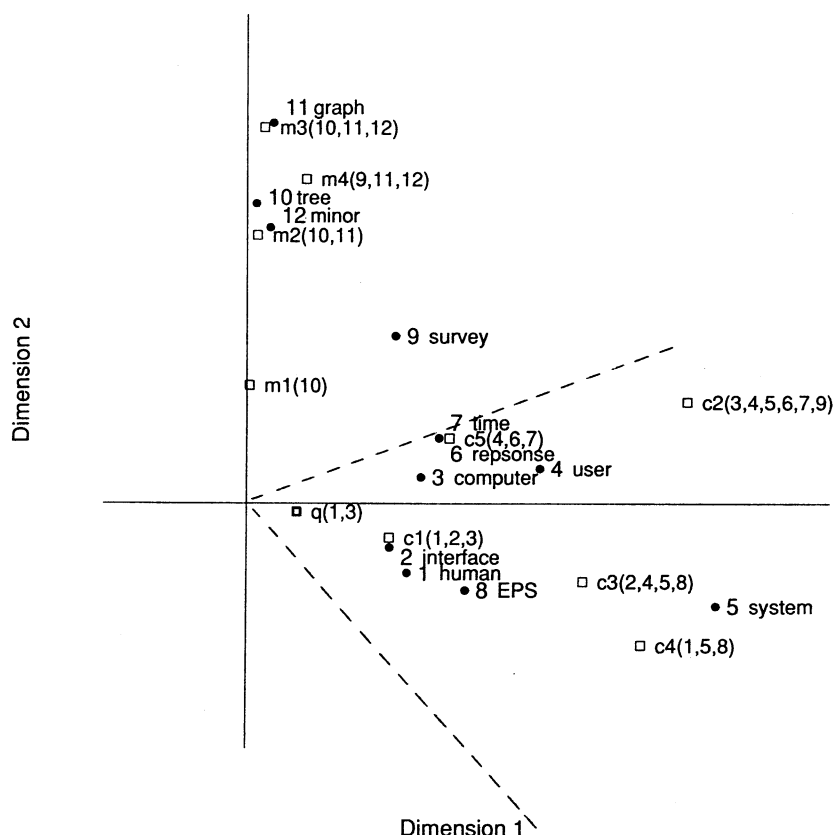 11 graph
m3(10,11,12)
m4(9,11,12)
10 tree
12 minor
m2(10,11)
Dimension 2
9 survey
m1(10)
c2(3,4,5,6,7,9)
7 time
c5(4,6,7)
6 repsonse
4 user
3 computer
q(1,3)
c1(1,2,3)
2 interface
1 human
c3(2,4,5,8)
8 EPS
5 system
c4(1,5,8)
Dimension 1